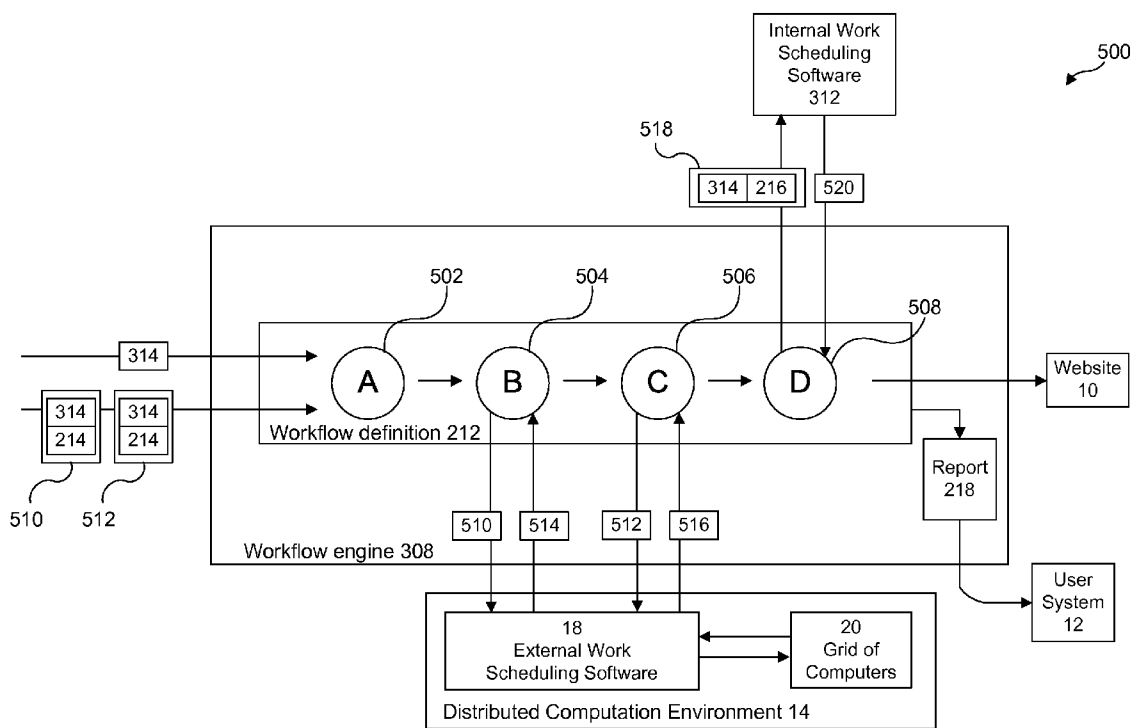 Internal Work
Scheduling
Software
312
500
518
314 216
520
502
504
506
508
314
A
B
C
D
Website
10
314
214
314
214
Workflow definition 212
Report
218
510
512
510
514
512
516
Workflow engine 308
User
System
12
18
External Work
Scheduling Software
20
Grid of
Computers
Distributed Computation Environment 14